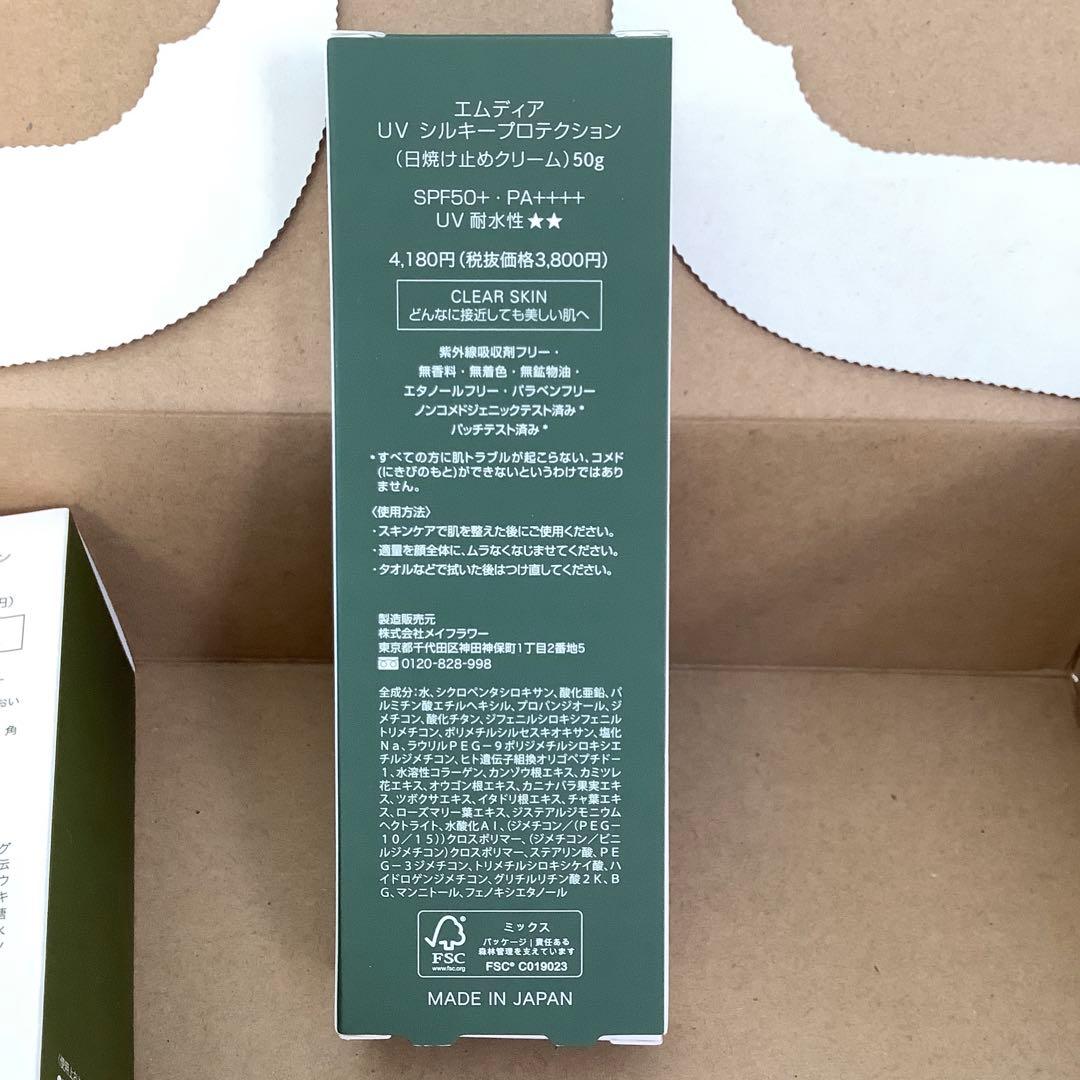 エムディア
UV シルキープロテクション
(日焼け止めクリーム)50g
SPF50+・PA++++
UV 耐水性★★
4,180円(税抜価格3,800円)
CLEAR SKIN
どんなに接近しても美しい肌へ
紫外線吸収剤フリー・
無香料・無着色・無鉱物油・
エタノールフリー・パラベンフリー
ノンコメドジェニックテスト済み*
パッチテスト済み*
*すべての方に肌トラブルが起こらない、コメド
(にきびのもと)ができないというわけではあり
ません。
〈使用方法〉
・スキンケアで肌を整えた後にご使用ください。
・適量を顔全体に、ムラなくなじませてください。
・タオルなどで拭いた後はつけ直してください。
製造販売元
株式会社メイフラワー
東京都千代田区神田神保町1丁目2番地5
0120-828-998
全成分:水、シクロペンタシロキサン、酸化亜鉛、パ
ルミチン酸エチルヘキシル、プロパンジオール、ジ
メチコン、酸化チタン、ジフェニルシロキシフェニル
トリメチコン、ポリメチルシルセスキオキサン、塩化
Na、ラウリルPEG-9ポリジメチルシロキシエ
チルジメチコン、ヒト遺伝子組換オリゴペプチド-
1、水溶性コラーゲン、カンゾウ根エキス、カミツレ
花エキス、オウゴン根エキス、カニナバラ果実エキ
ス、ツボクサエキス、イタドリ根エキス、チャ葉エキ
ス、ローズマリー葉エキス、ジステアルジモニウム
ヘクトライト、水酸化Al、(ジメチコン/(PEG-
10/15))クロスポリマー、(ジメチコン/ビニ
ルジメチコン)クロスポリマー、ステアリン酸、PE
G-3ジメチコン、トリメチルシロキシケイ酸、ハ
イドロゲンジメチコン、グリチルリチン酸2K、B
G、マンニトール、フェノキシエタノール
FSC
www.fsc.org
ミックス
パッケージ|責任ある
森林管理を支えています
FSC® C019023
MADE IN JAPAN
ン
円)
おい
角
グ
伝
ウ
キ